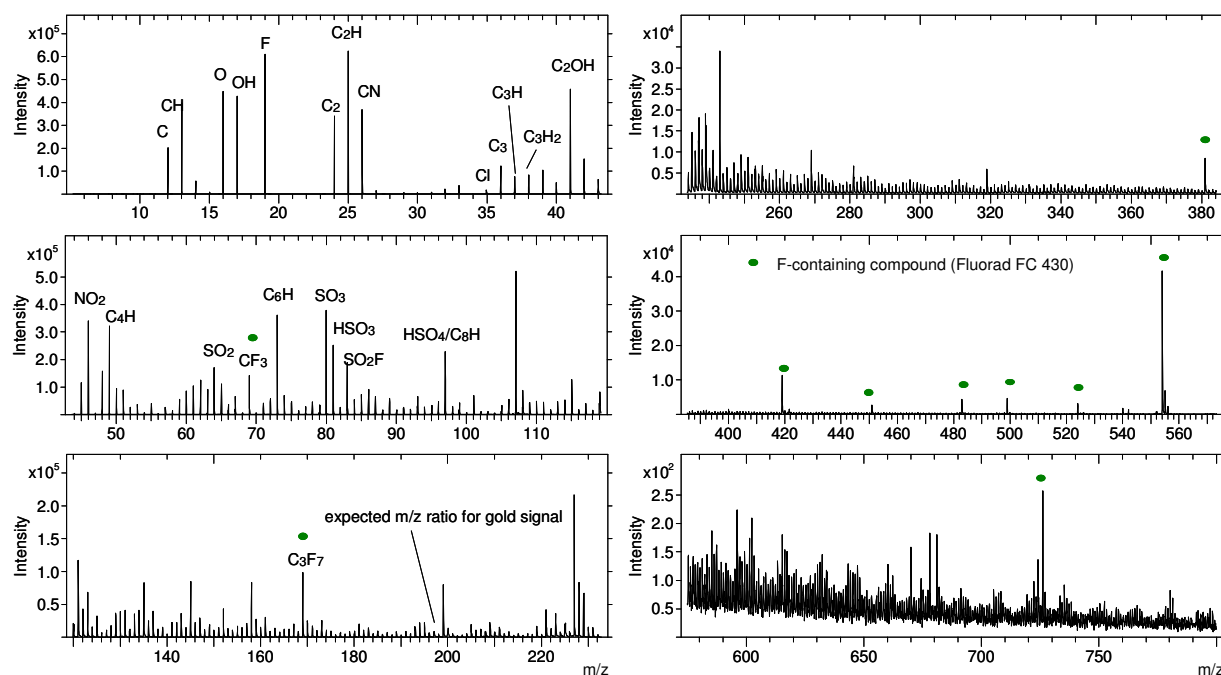 x10⁵
6.0
5.0
4.0
3.0
2.0
1.0
Intensity
C
CH
O
OH
F
C₂
C₂H
CN
Cl
C₃
C₃H
C₃H₂
C₂OH
10
15
20
25
30
35
40
x10⁴
3.0
2.5
2.0
1.5
1.0
0.5
Intensity
260
280
300
320
340
360
380
x10⁵
5.0
4.0
3.0
2.0
1.0
Intensity
NO₂
C₄H
SO₂
CF₃
C₆H
SO₃
HSO₃
SO₂F
HSO₄/C₈H
50
60
70
80
90
100
110
x10⁴
4.0
3.0
2.0
1.0
Intensity
F-containing compound (Fluorad FC 430)
400
420
440
460
480
500
520
540
560
x10⁵
2.0
1.5
1.0
0.5
Intensity
expected m/z ratio for gold signal
C₃F₇
140
160
180
200
220
m/z
x10²
2.5
2.0
1.5
1.0
0.5
Intensity
600
650
700
750
m/z